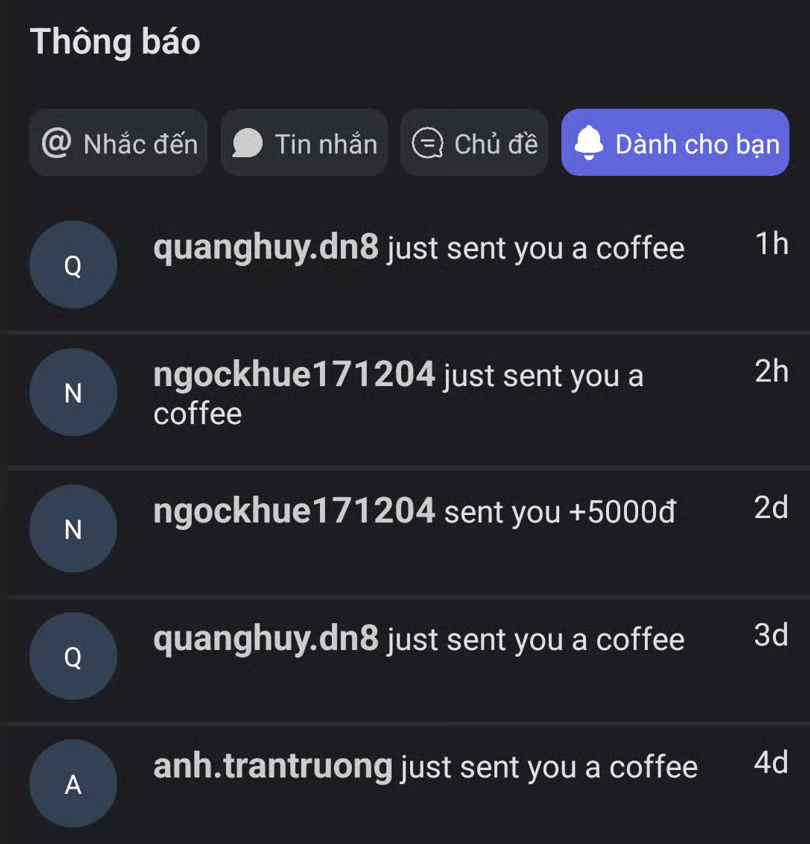 Thông báo
@ Nhắc đến Tin nhắn Chủ đề Dành cho bạn
Q quanghuy.dn8 just sent you a coffee 1h
N ngockhue171204 just sent you a 2h
coffee
N ngockhue171204 sent you +5000đ 2d
Q quanghuy.dn8 just sent you a coffee 3d
A anh.trantruong just sent you a coffee 4d